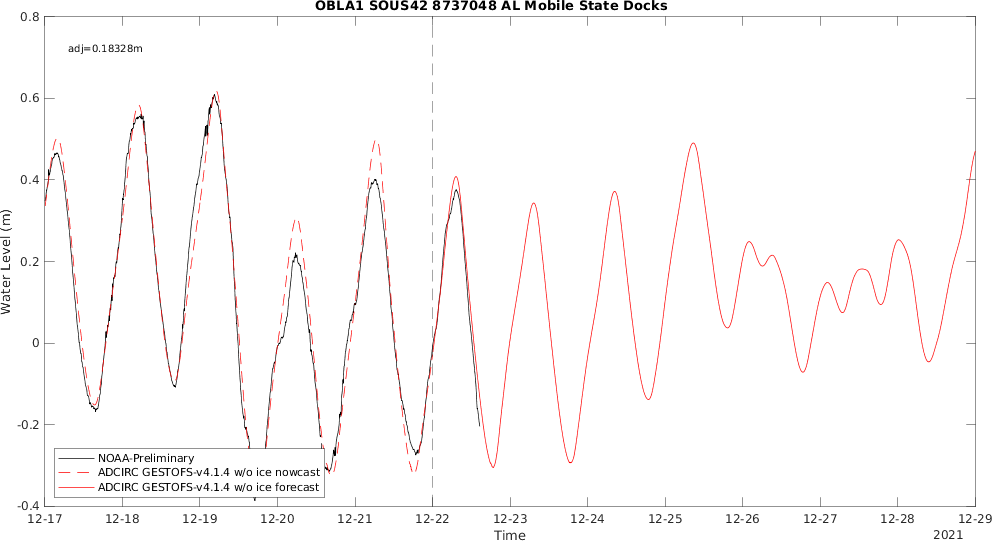 OBLA1 SOUS42 8737048 AL Mobile State Docks
adj=0.18328m
0.8
0.6
0.4
0.2
0
-0.2
-0.4
Water Level (m)
NOAA-Preliminary
ADCIRC GESTOFS-v4.1.4 w/o ice nowcast
ADCIRC GESTOFS-v4.1.4 w/o ice forecast
12-17 12-18 12-19 12-20 12-21 12-22 12-23 12-24 12-25 12-26 12-27 12-28 12-29
Time
2021